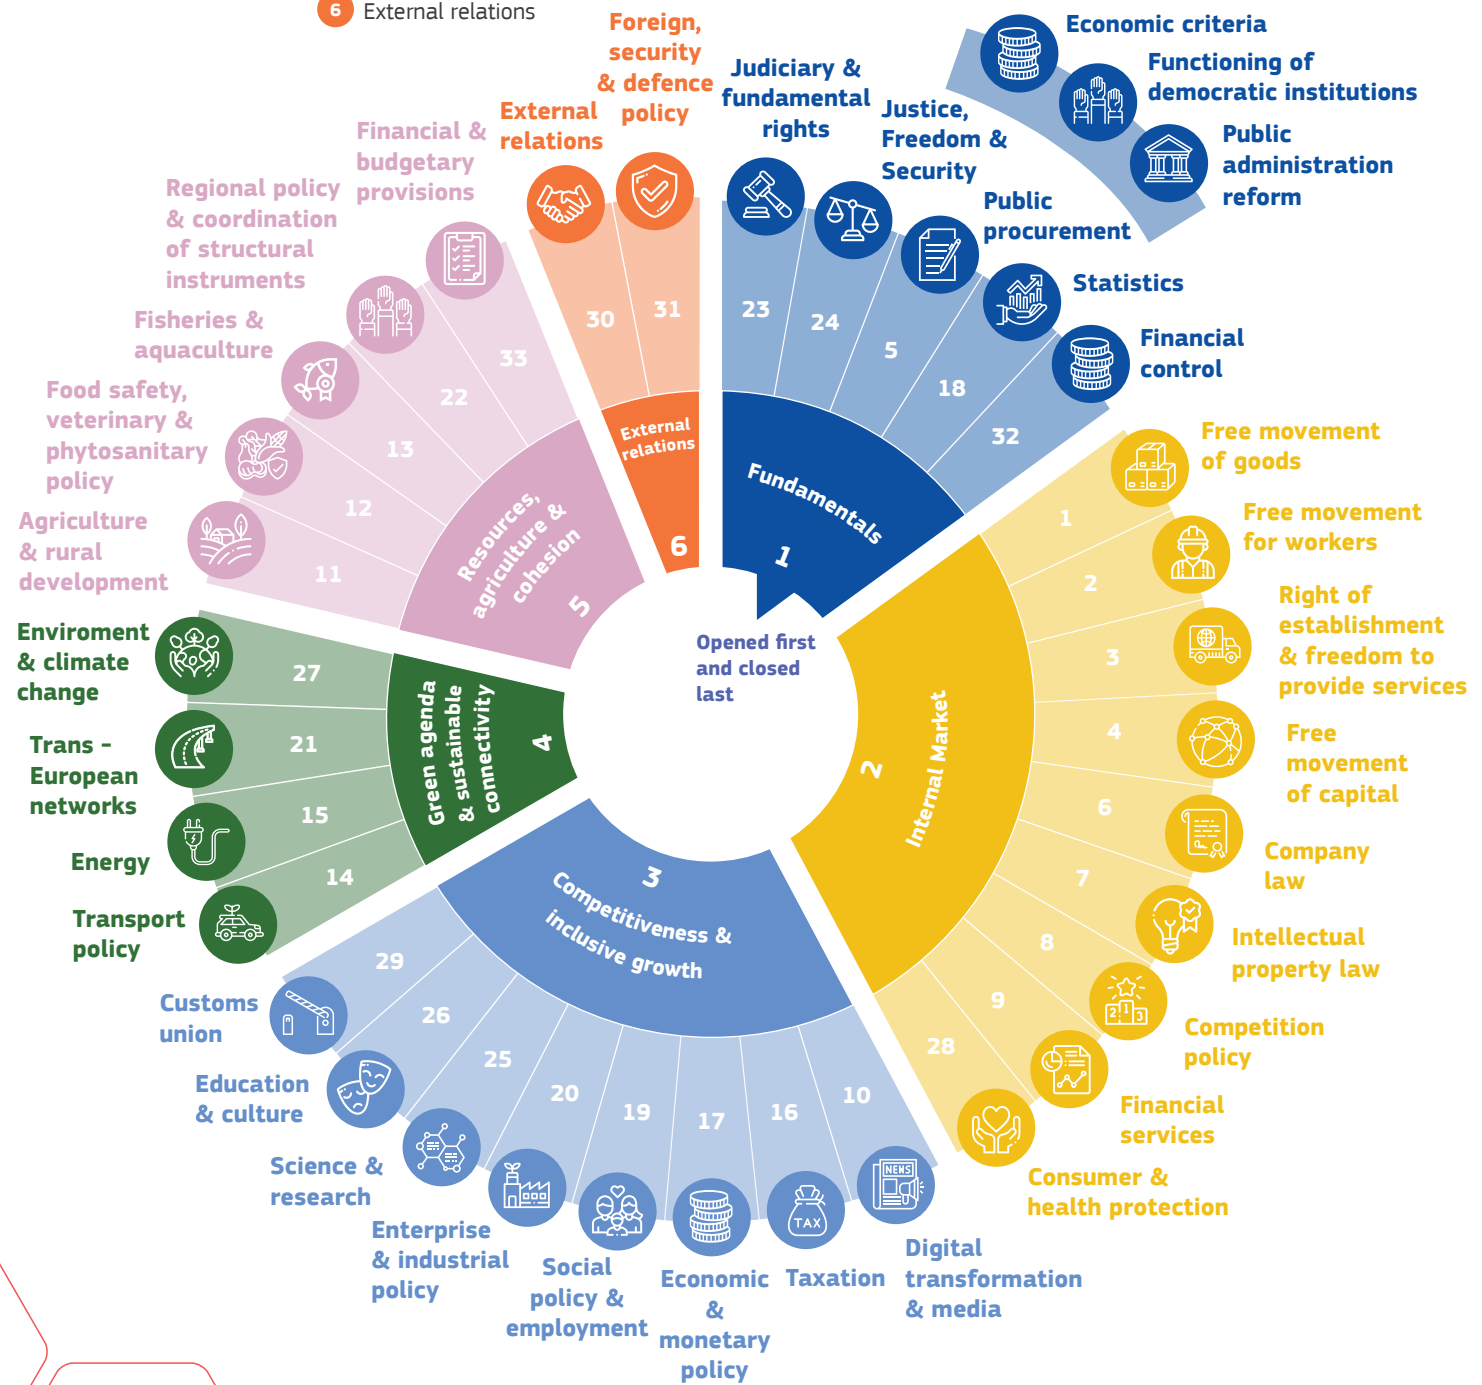 6 External relations
Foreign,
security
& defence
policy
External
relations
30
31
External
relations
6
Judiciary &
fundamental
rights
Justice,
Freedom &
Security
Public
procurement
Statistics
Financial
control
Economic criteria
Functioning of
democratic institutions
Public
administration
reform
23
24
5
18
32
Fundamentals
1
Opened first
and closed
last
Free movement
of goods
Free movement
for workers
Right of
establishment
& freedom to
provide services
Free
movement
of capital
Company
law
Intellectual
property law
Competition
policy
Financial
services
Consumer &
health protection
1
2
3
4
6
7
8
9
28
Internal Market
2
2 1 3
Digital
transformation
& media
Taxation
Economic
&
monetary
policy
Social
policy &
employment
Enterprise
& industrial
policy
Science &
research
Education
& culture
Customs
union
NEWS
TAX
10
16
17
19
20
25
26
29
3
Competitiveness &
inclusive growth
Transport
policy
Energy
Trans -
European
networks
Enviroment
& climate
change
14
15
21
27
Green agenda
& sustainable
connectivity
4
Agriculture
& rural
development
Food safety,
veterinary &
phytosanitary
policy
Fisheries &
aquaculture
Regional policy
& coordination
of structural
instruments
Financial &
budgetary
provisions
11
12
13
22
33
Resources,
agriculture &
cohesion
5